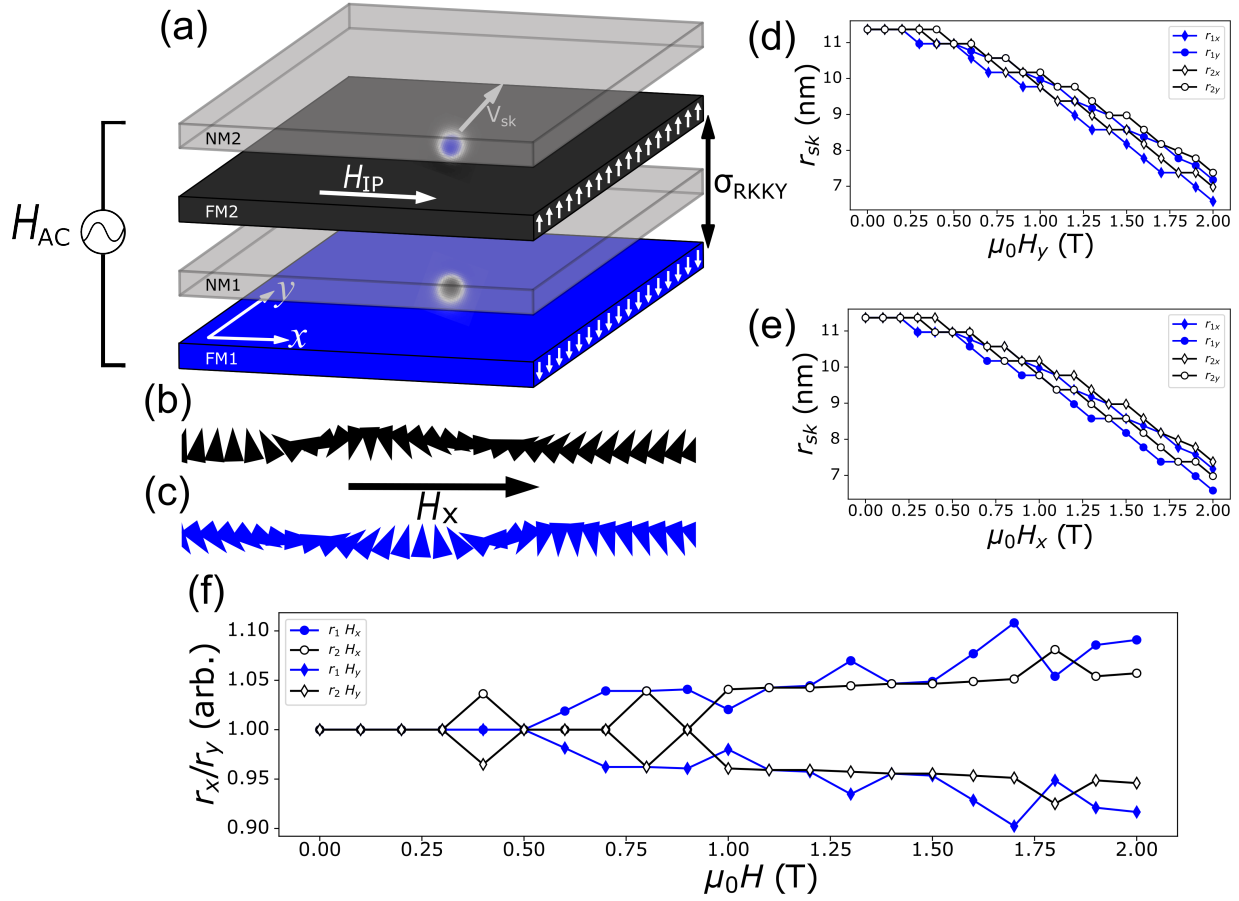 (a)
NM2
V_sk
H_IP
FM2
σ_RKKY
H_AC
NM1
y
x
FM1
(b)
H_x
(c)
(d)
r_sk (nm)
11
10
9
8
7
r_1x
r_1y
r_2x
r_2y
0.00 0.25 0.50 0.75 1.00 1.25 1.50 1.75 2.00
μ_0H_y (T)
(e)
r_sk (nm)
11
10
9
8
7
r_1x
r_1y
r_2x
r_2y
0.00 0.25 0.50 0.75 1.00 1.25 1.50 1.75 2.00
μ_0H_x (T)
(f)
r_x/r_y (arb.)
1.10
1.05
1.00
0.95
0.90
r_1 H_x
r_2 H_x
r_1 H_y
r_2 H_y
0.00 0.25 0.50 0.75 1.00 1.25 1.50 1.75 2.00
μ_0H (T)